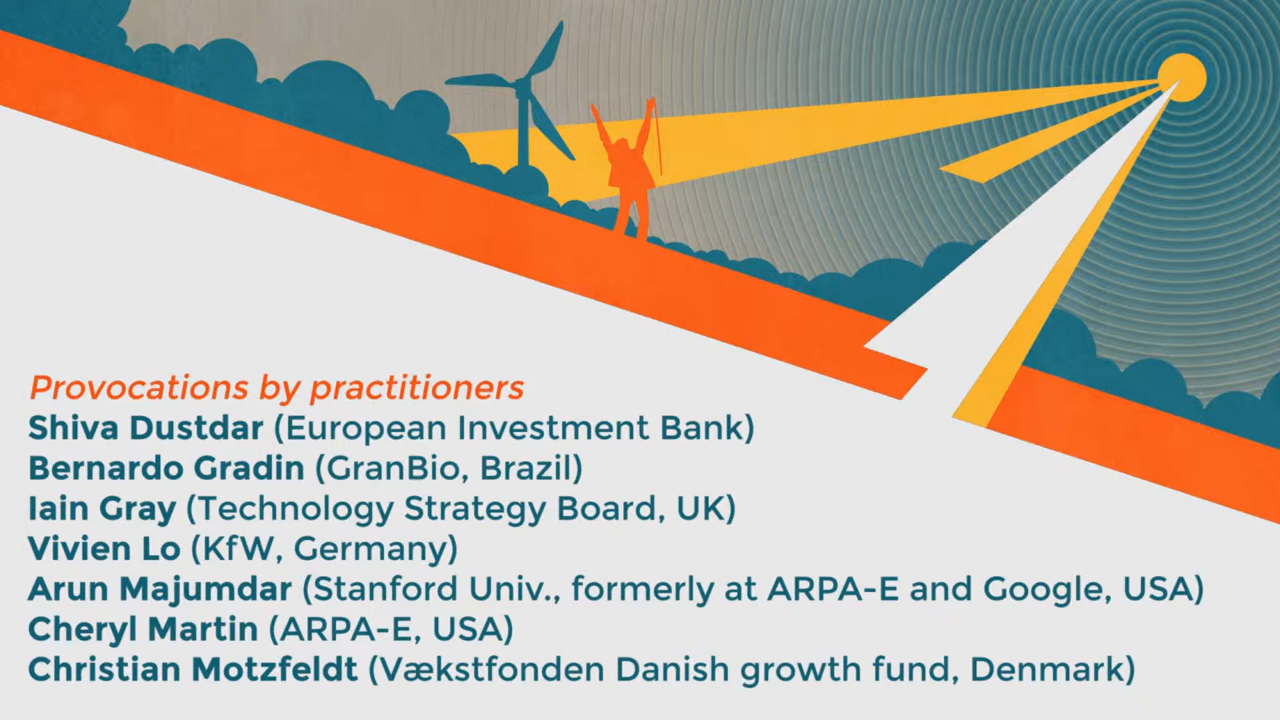 Provocations by practitioners
Shiva Dustdar (European Investment Bank)
Bernardo Gradin (GranBio, Brazil)
Iain Gray (Technology Strategy Board, UK)
Vivien Lo (KfW, Germany)
Arun Majumdar (Stanford Univ., formerly at ARPA-E and Google, USA)
Cheryl Martin (ARPA-E, USA)
Christian Motzfeldt (Vækstfonden Danish growth fund, Denmark)